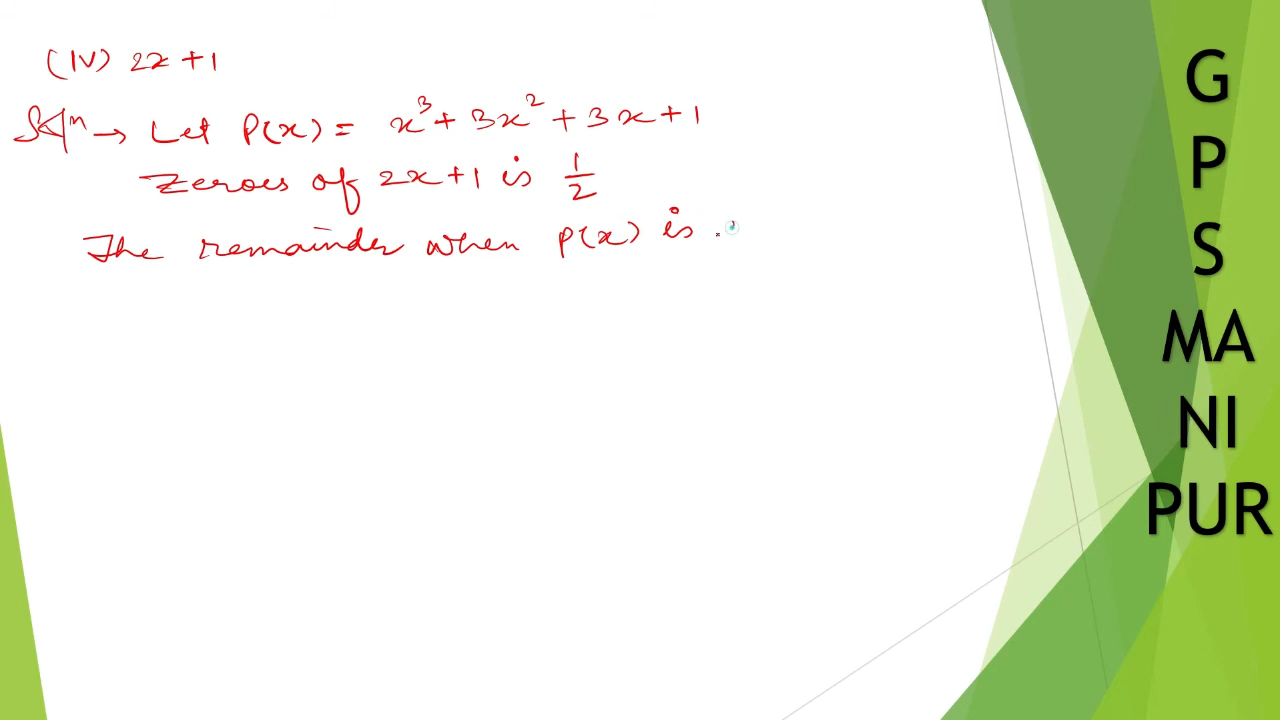 (IV) 2x+1
Solⁿ → Let P(x) = x³ + 3x² + 3x + 1
Zeroes of 2x+1 is 1/2
The remainder when P(x) is
G
P
S
MA
NI
PUR